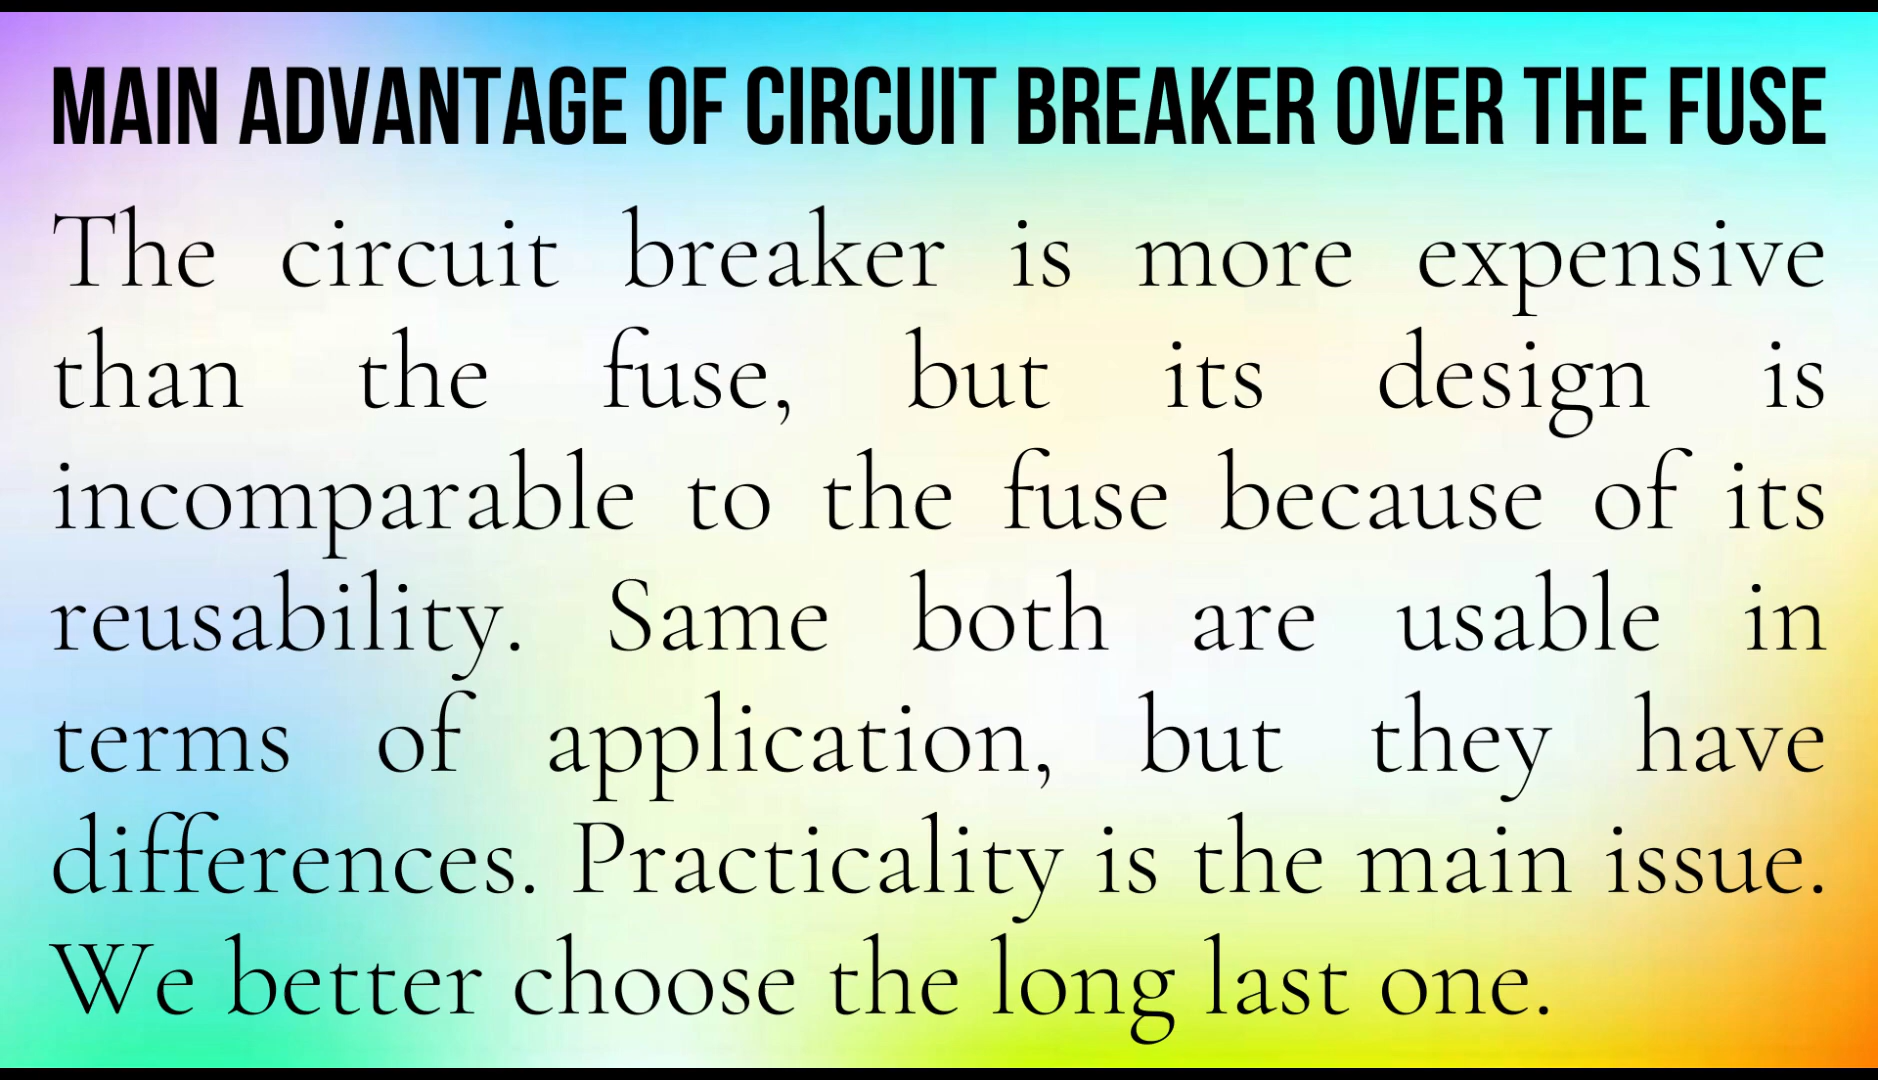 MAIN ADVANTAGE OF CIRCUIT BREAKER OVER THE FUSE
The circuit breaker is more expensive
than the fuse, but its design is
incomparable to the fuse because of its
reusability. Same both are usable in
terms of application, but they have
differences. Practicality is the main issue.
We better choose the long last one.